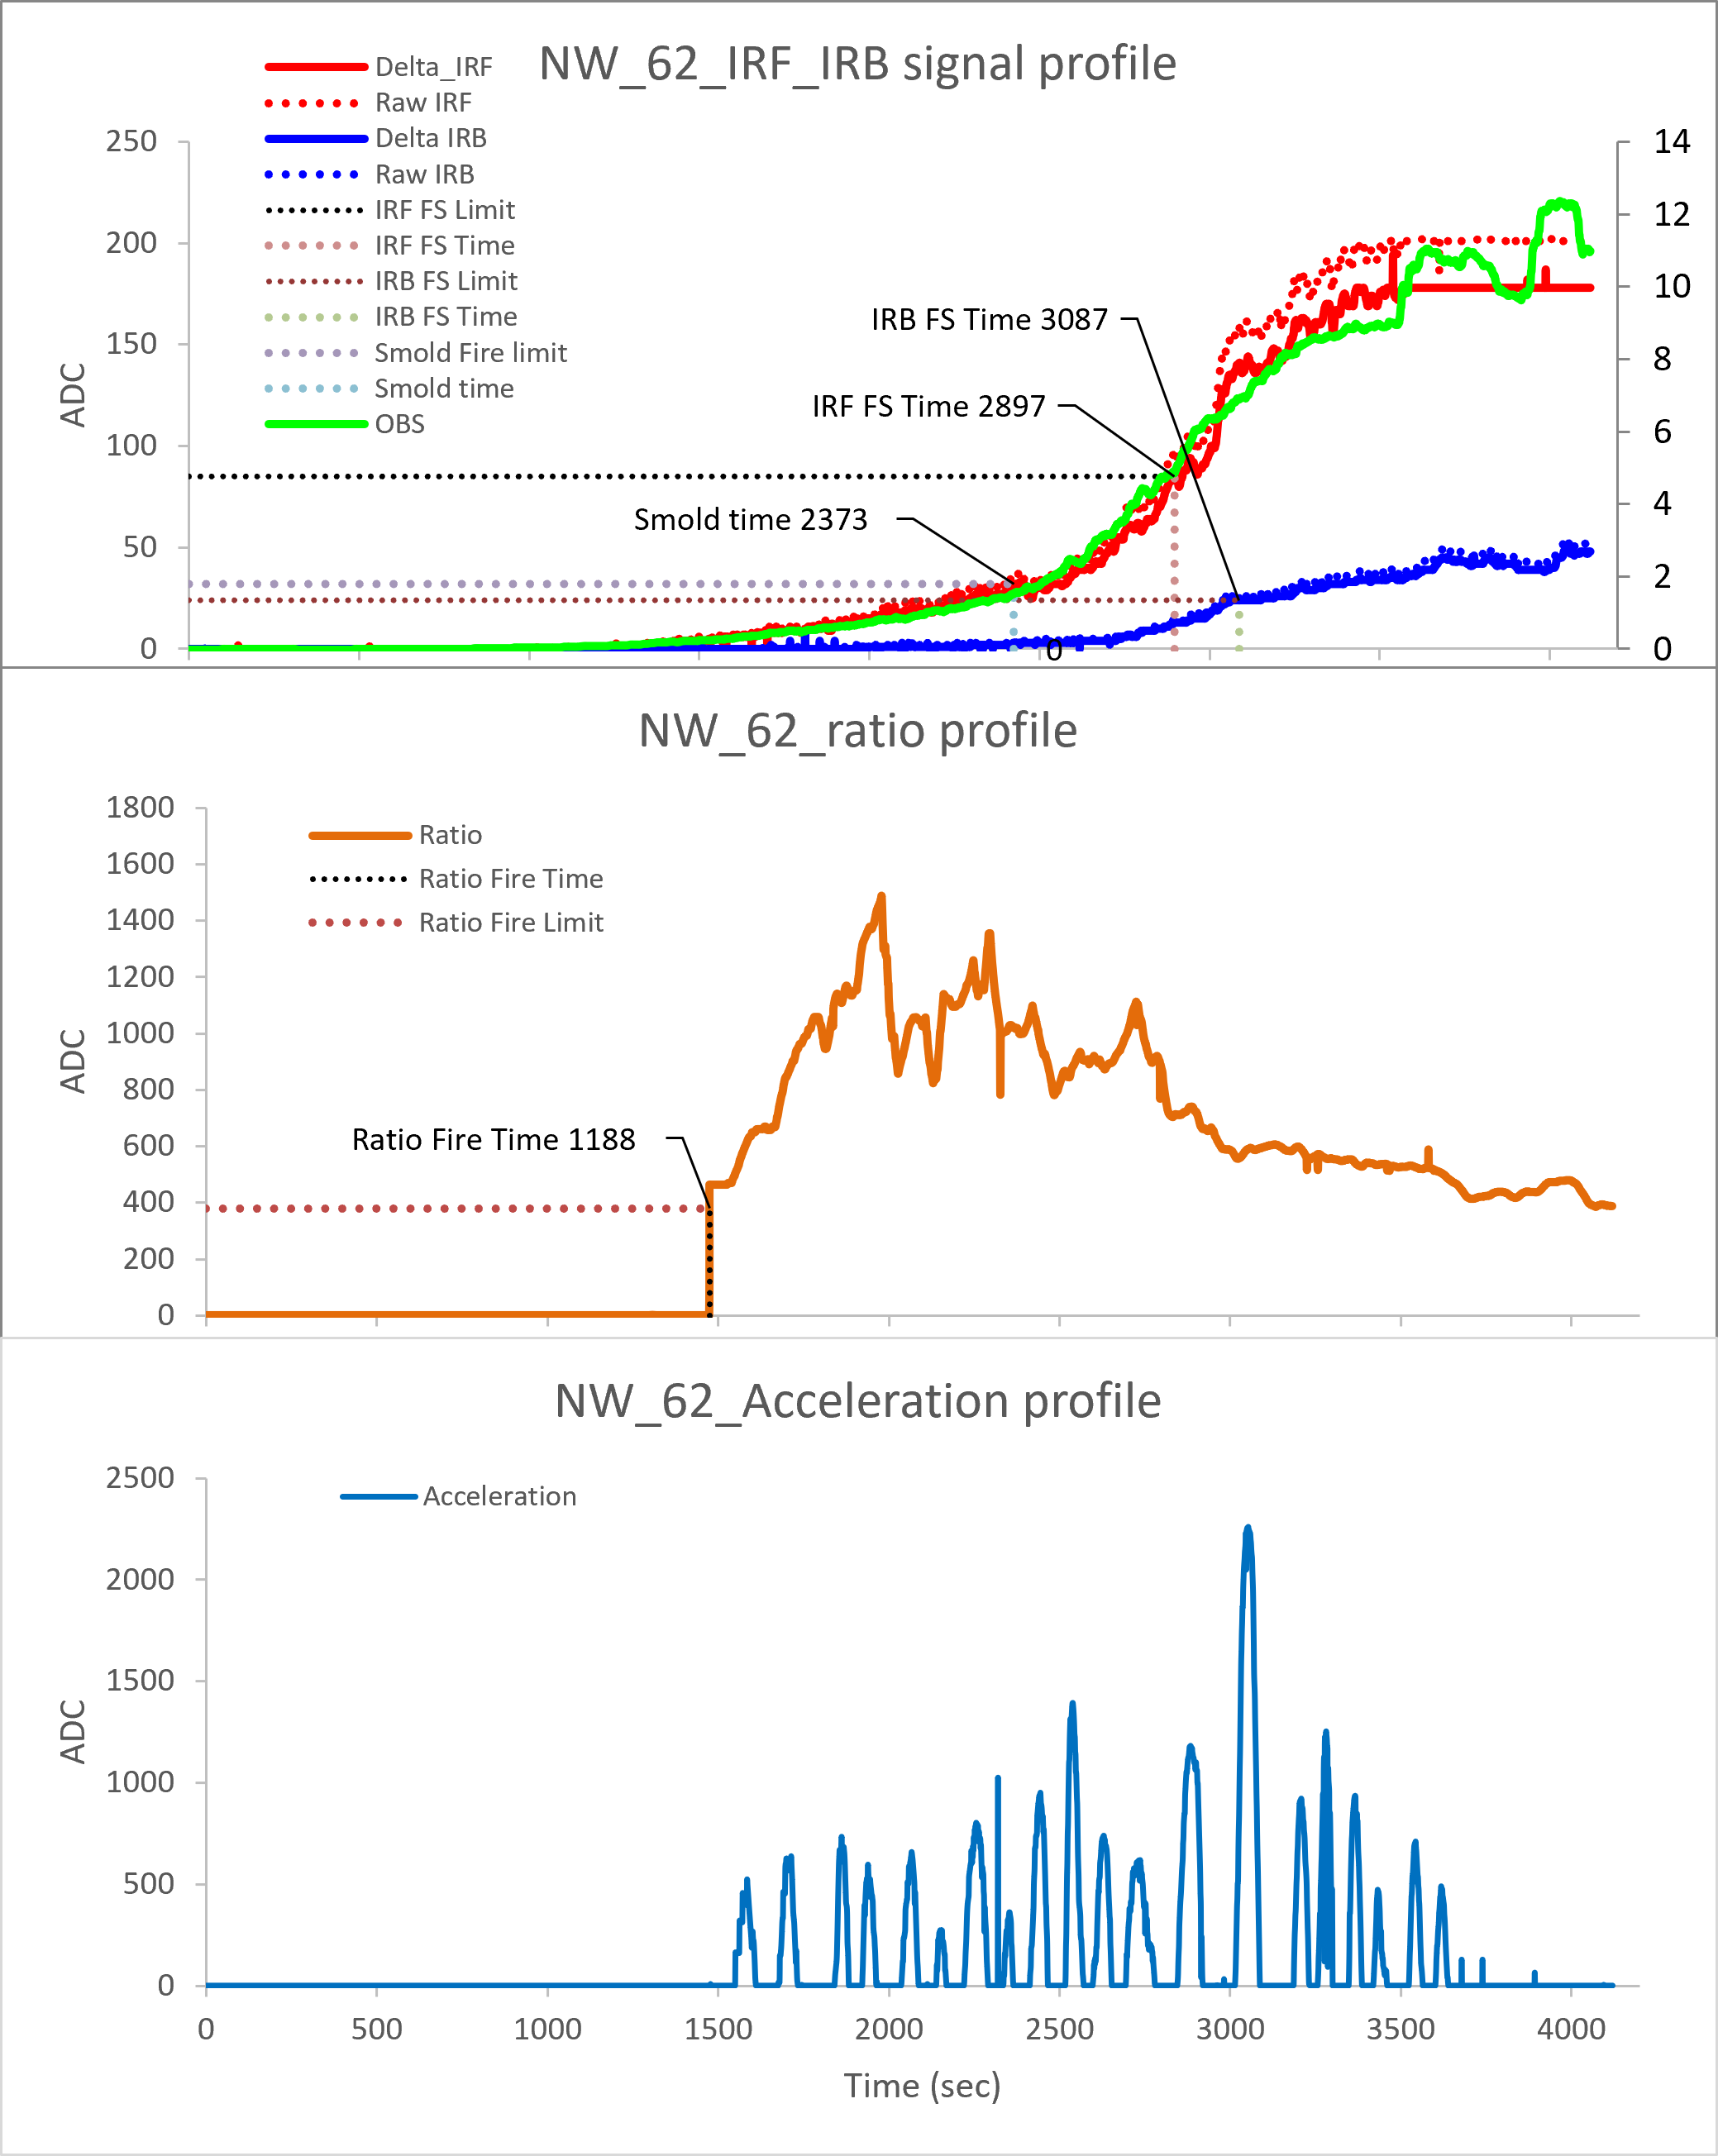 NW_62_IRF_IRB signal profile
Delta_IRF
Raw IRF
Delta IRB
Raw IRB
IRF FS Limit
IRF FS Time
IRB FS Limit
IRB FS Time
Smold Fire limit
Smold time
OBS
250
200
150
100
50
0
ADC
14
12
10
8
6
4
2
0
0
IRB FS Time 3087
IRF FS Time 2897
Smold time 2373
NW_62_ratio profile
1800
1600
1400
1200
1000
800
600
400
200
0
ADC
Ratio
Ratio Fire Time
Ratio Fire Limit
Ratio Fire Time 1188
NW_62_Acceleration profile
2500
2000
1500
1000
500
0
ADC
Acceleration
0 500 1000 1500 2000 2500 3000 3500 4000
Time (sec)